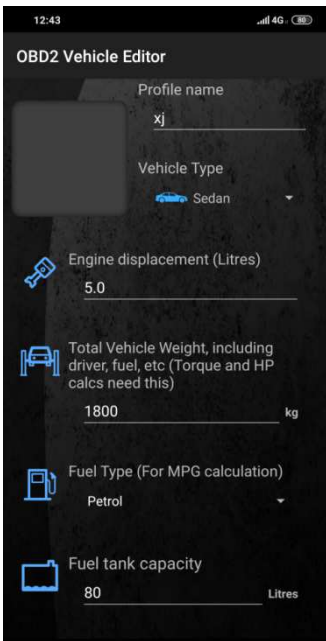 12:43
4G
80
OBD2 Vehicle Editor
Profile name
xj
Vehicle Type
Sedan
Engine displacement (Litres)
5.0
Total Vehicle Weight, including
driver, fuel, etc (Torque and HP
calcs need this)
1800 kg
Fuel Type (For MPG calculation)
Petrol
Fuel tank capacity
80 Litres